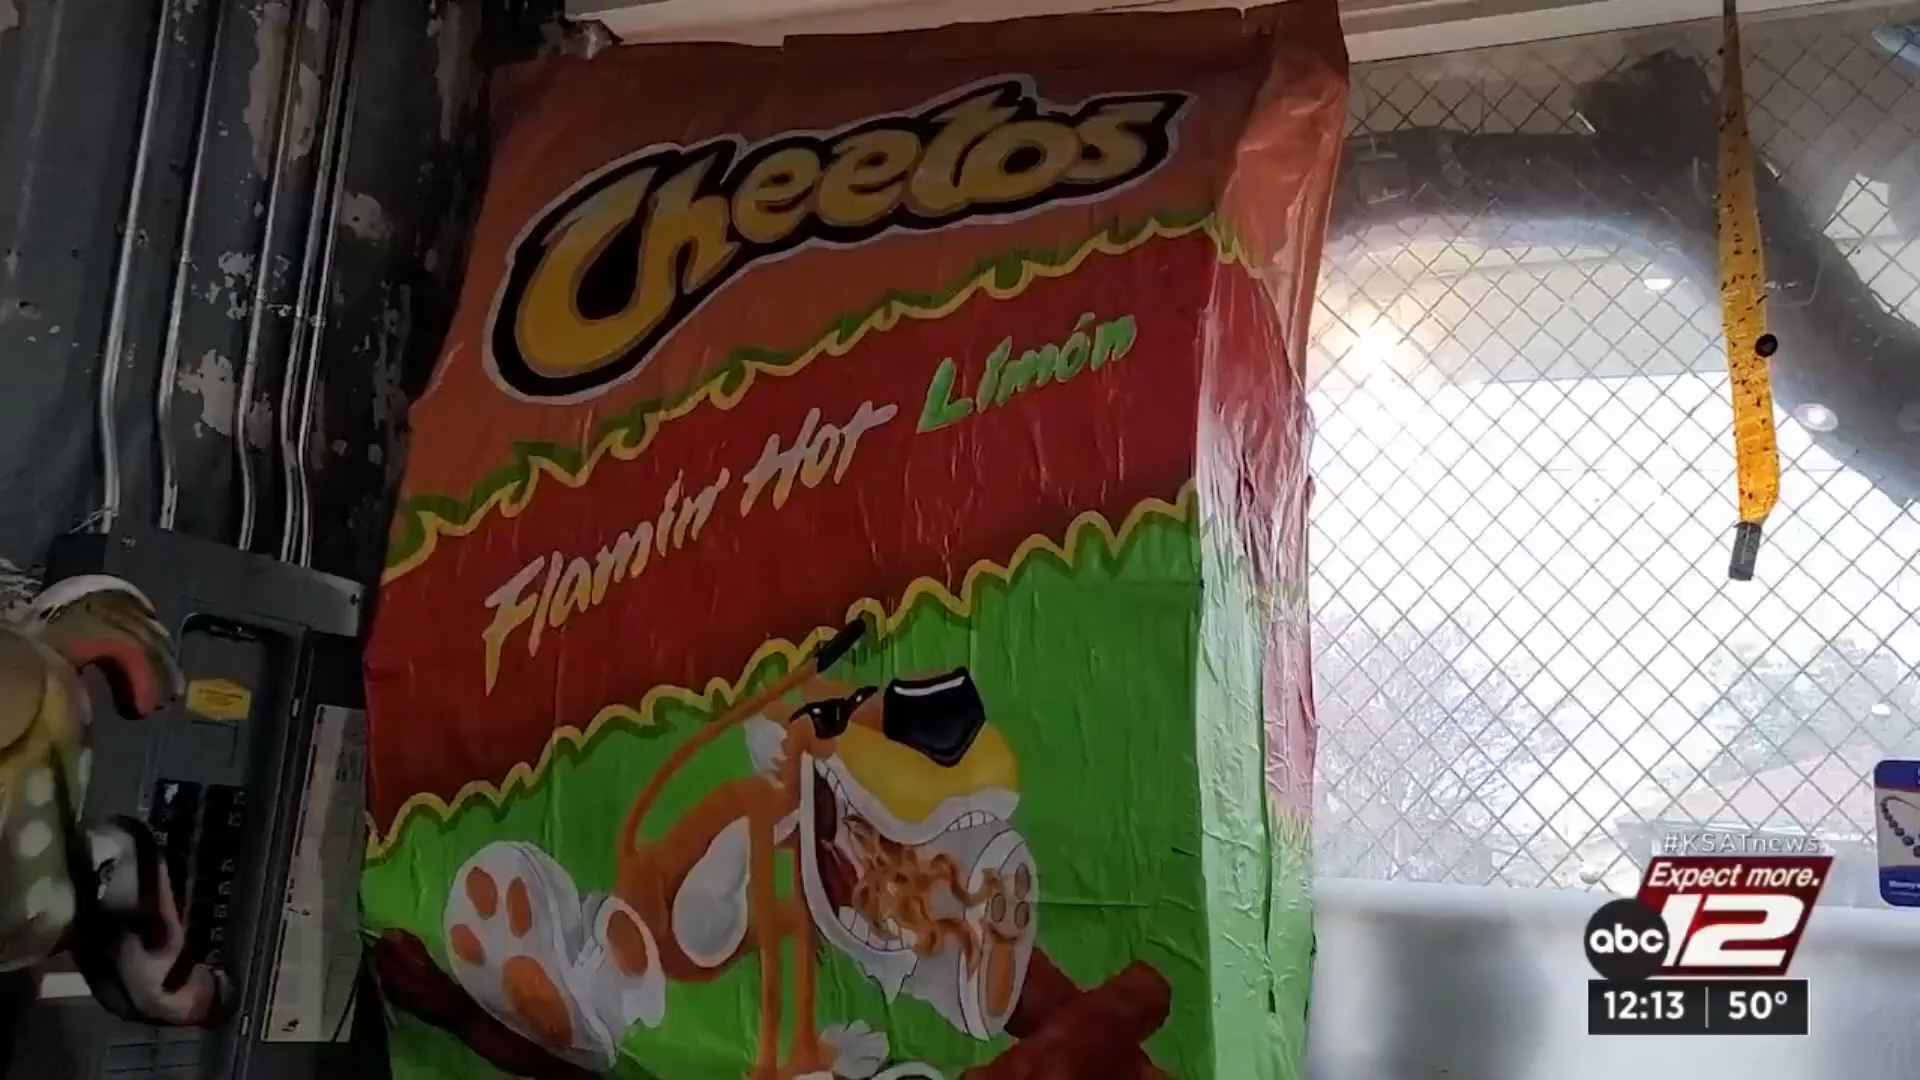 Cheetos
Flamin' Hot Limón
#KSATnews
Expect more.
abc 12
12:13 | 50°